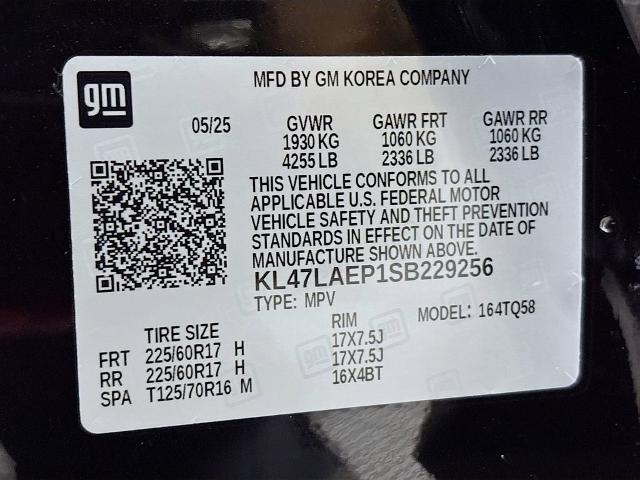 gm
MFD BY GM KOREA COMPANY
05/25 GVWR GAWR FRT GAWR RR
1930 KG 1060 KG 1060 KG
4255 LB 2336 LB 2336 LB
THIS VEHICLE CONFORMS TO ALL
APPLICABLE U.S. FEDERAL MOTOR
VEHICLE SAFETY AND THEFT PREVENTION
STANDARDS IN EFFECT ON THE DATE OF
MANUFACTURE SHOWN ABOVE.
KL47LAEP1SB229256
TYPE: MPV MODEL: 164TQ58
TIRE SIZE RIM
FRT 225/60R17 H 17X7.5J
RR 225/60R17 H 17X7.5J
SPA T125/70R16 M 16X4BT